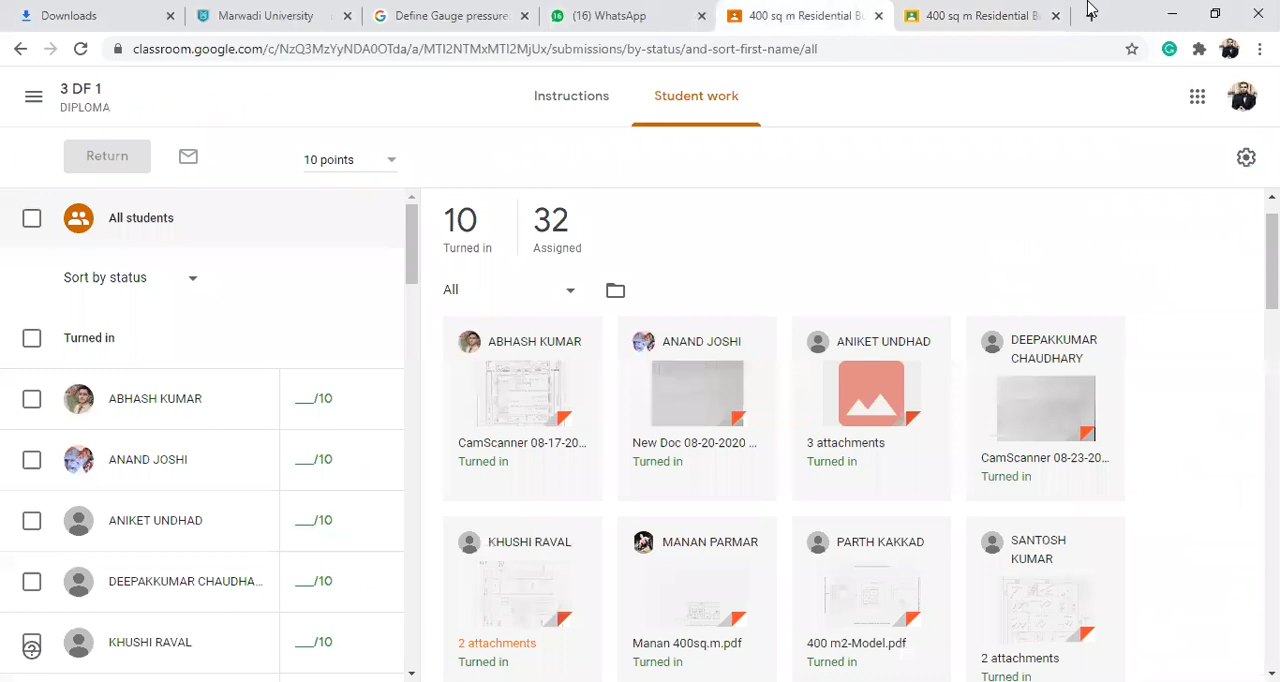 Downloads
Marwadi University
Define Gauge pressure:
(16) WhatsApp
400 sq m Residential Bu
400 sq m Residential B
classroom.google.com/c/NzQ3MzYyNDA0OTda/a/MTI2NTMxMTI2MjUx/submissions/by-status/and-sort-first-name/all
3 DF 1
DIPLOMA
Instructions
Student work
Return
10 points
All students
10
Turned in
32
Assigned
Sort by status
All
Turned in
ABHASH KUMAR
ANAND JOSHI
ANIKET UNDHAD
DEEPAKKUMAR
CHAUDHARY
CamScanner 08-17-20...
Turned in
New Doc 08-20-2020 ...
Turned in
3 attachments
Turned in
CamScanner 08-23-20...
Turned in
ABHASH KUMAR
__/10
ANAND JOSHI
__/10
ANIKET UNDHAD
__/10
DEEPAKKUMAR CHAUDHA...
__/10
KHUSHI RAVAL
__/10
KHUSHI RAVAL
MANAN PARMAR
PARTH KAKKAD
SANTOSH
KUMAR
2 attachments
Turned in
Manan 400sq.m.pdf
Turned in
400 m2-Model.pdf
Turned in
2 attachments
Turned in